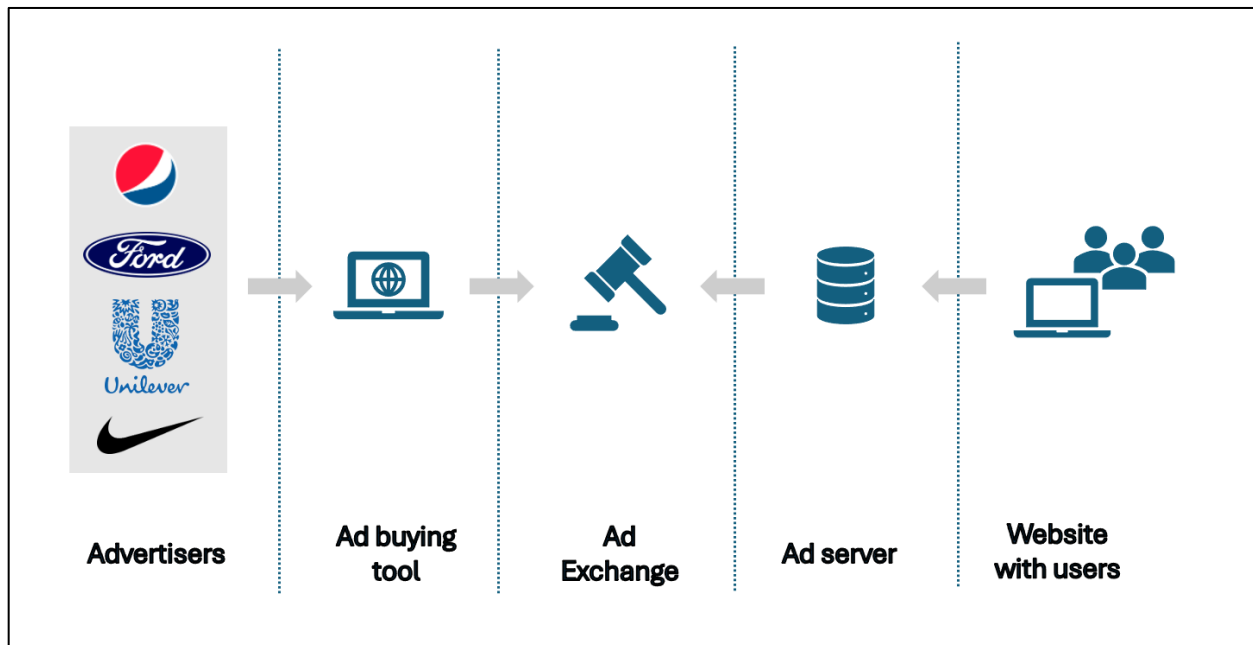 Ford
Unilever
Advertisers
Ad buying
tool
Ad
Exchange
Ad server
Website
with users